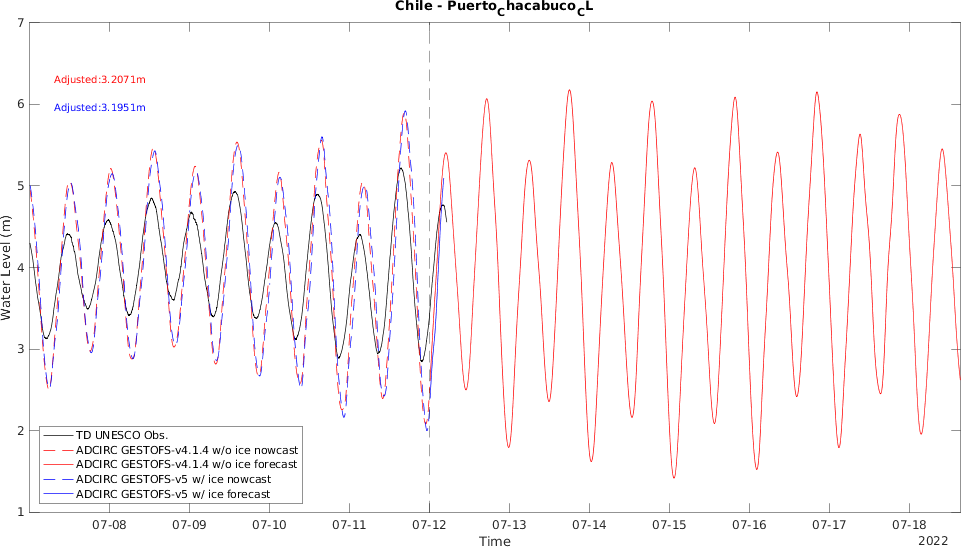 Chile - PuertoChacabucoCL
7
6
5
4
3
2
1
Water Level (m)
Adjusted:3.2071m
Adjusted:3.1951m
TD UNESCO Obs.
ADCIRC GESTOFS-v4.1.4 w/o ice nowcast
ADCIRC GESTOFS-v4.1.4 w/o ice forecast
ADCIRC GESTOFS-v5 w/ ice nowcast
ADCIRC GESTOFS-v5 w/ ice forecast
07-08 07-09 07-10 07-11 07-12 07-13 07-14 07-15 07-16 07-17 07-18
Time
2022